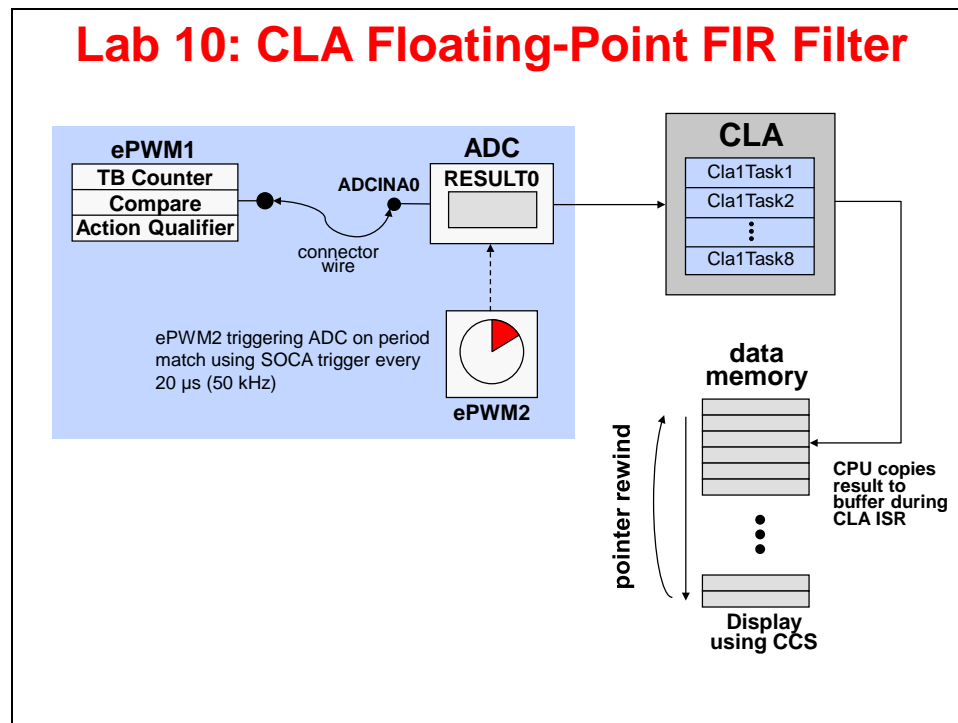 Lab 10: CLA Floating-Point FIR Filter
ePWM1
TB Counter
Compare
Action Qualifier
connector
wire
ADCINA0
ADC
RESULT0
ePWM2 triggering ADC on period
match using SOCA trigger every
20 µs (50 kHz)
ePWM2
CLA
Cla1Task1
Cla1Task2
Cla1Task8
data
memory
pointer rewind
CPU copies
result to
buffer during
CLA ISR
Display
using CCS